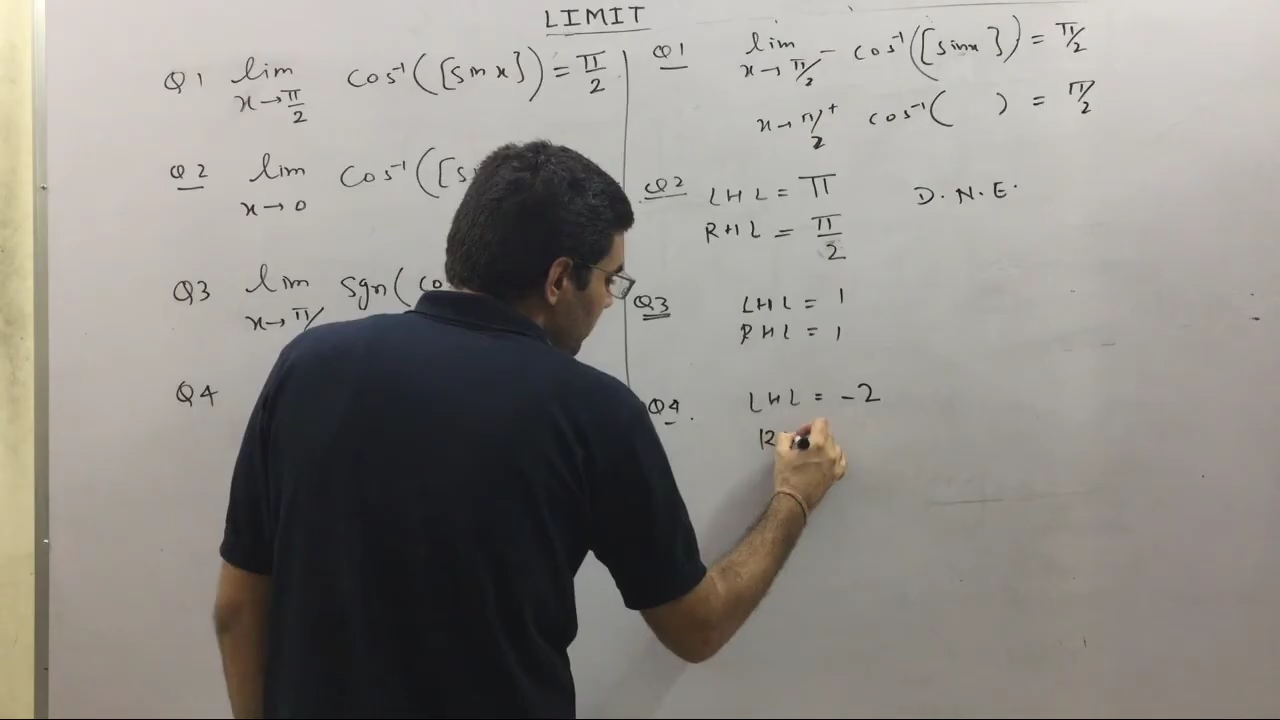 LIMIT
Q1 lim x→π/2 cos⁻¹([sin x]) = π/2
Q2 lim x→0 cos⁻¹([s
Q3 lim x→π/ sgn(co
Q4
Q1 lim x→π/2⁻ cos⁻¹([sinx]) = π/2
x→π/2⁺ cos⁻¹( ) = π/2
Q2 LHL = π D.N.E.
RHL = π/2
Q3 LHL = 1
RHL = 1
Q4. LHL = -2
R